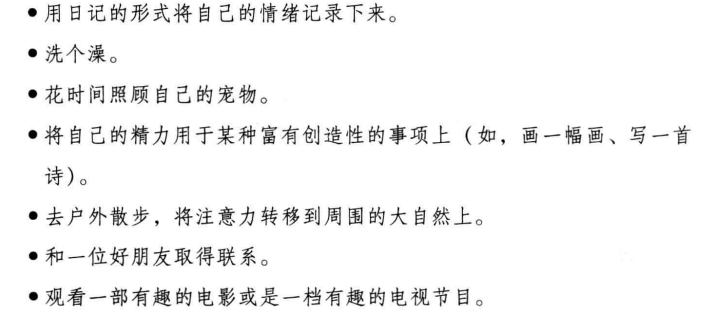 ●用日记的形式将自己的情绪记录下来。
●洗个澡。
●花时间照顾自己的宠物。
●将自己的精力用于某种富有创造性的事项上（如，画一幅画、写一首
诗）。
●去户外散步，将注意力转移到周围的大自然上。
●和一位好朋友取得联系。
●观看一部有趣的电影或是一档有趣的电视节目。